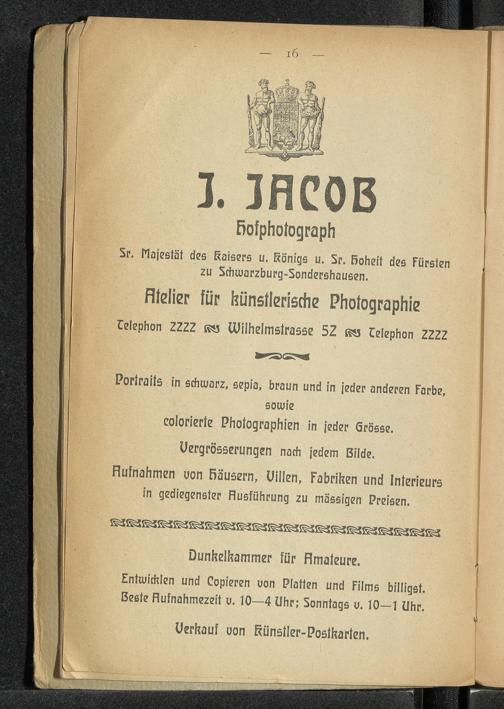 — 16 —
J. JACOB
Hofphotograph
Sr. Majestät des Kaisers u. Königs u. Sr. Hoheit des Fürsten
zu Schwarzburg-Sondershausen.
Atelier für künstlerische Photographie
Telephon 2222 Wilhelmstrasse 52 Telephon 2222
Portraits in schwarz, sepia, braun und in jeder anderen Farbe,
sowie
colorierte Photographien in jeder Grösse.
Vergrösserungen nach jedem Bilde.
Aufnahmen von Häusern, Villen, Fabriken und Interieurs
in gediegenster Ausführung zu mässigen Preisen.
Dunkelkammer für Amateure.
Entwicklen und Copieren von Platten und Films billigst.
Beste Aufnahmezeit v. 10—4 Uhr; Sonntags v. 10—1 Uhr.
Verkauf von Künstler-Postkarten.